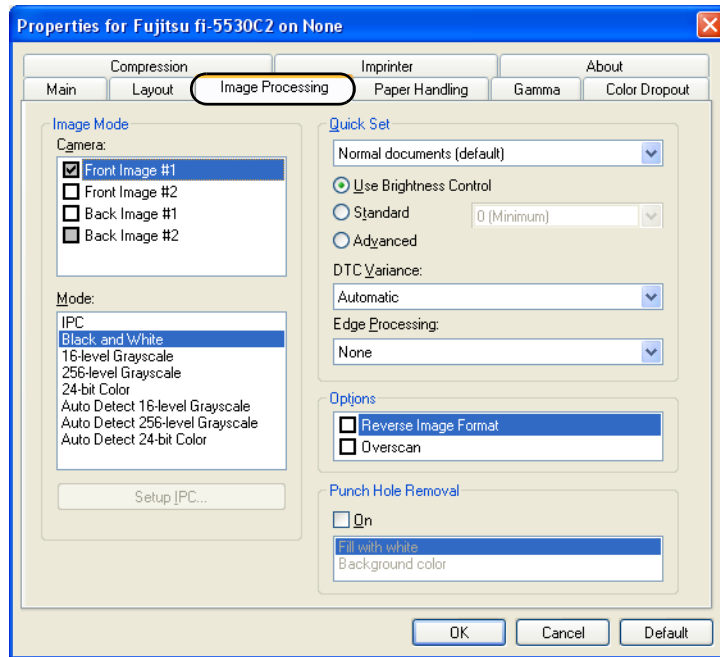 Properties for Fujitsu fi-5530C2 on None
Compression Imprinter About
Main Layout Image Processing Paper Handling Gamma Color Dropout
Image Mode
Camera:
Front Image #1
Front Image #2
Back Image #1
Back Image #2
Mode:
IPC
Black and White
16-level Grayscale
256-level Grayscale
24-bit Color
Auto Detect 16-level Grayscale
Auto Detect 256-level Grayscale
Auto Detect 24-bit Color
Setup IPC...
Quick Set
Normal documents (default)
Use Brightness Control
Standard 0 (Minimum)
Advanced
DTC Variance:
Automatic
Edge Processing:
None
Options
Reverse Image Format
Overscan
Punch Hole Removal
On
Fill with white
Background color
OK Cancel Default